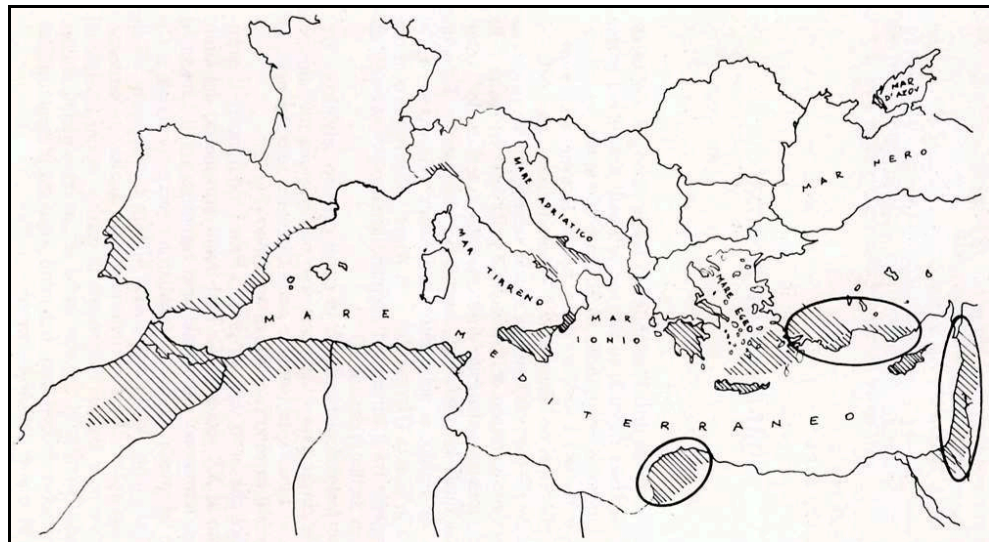 MAR
D'AZOV
MAR NERO
MARE
ADRIATICO
MAR TIRRENO
MARE
EGEO
MAR
IONIO
MARE MEDITERRANEO